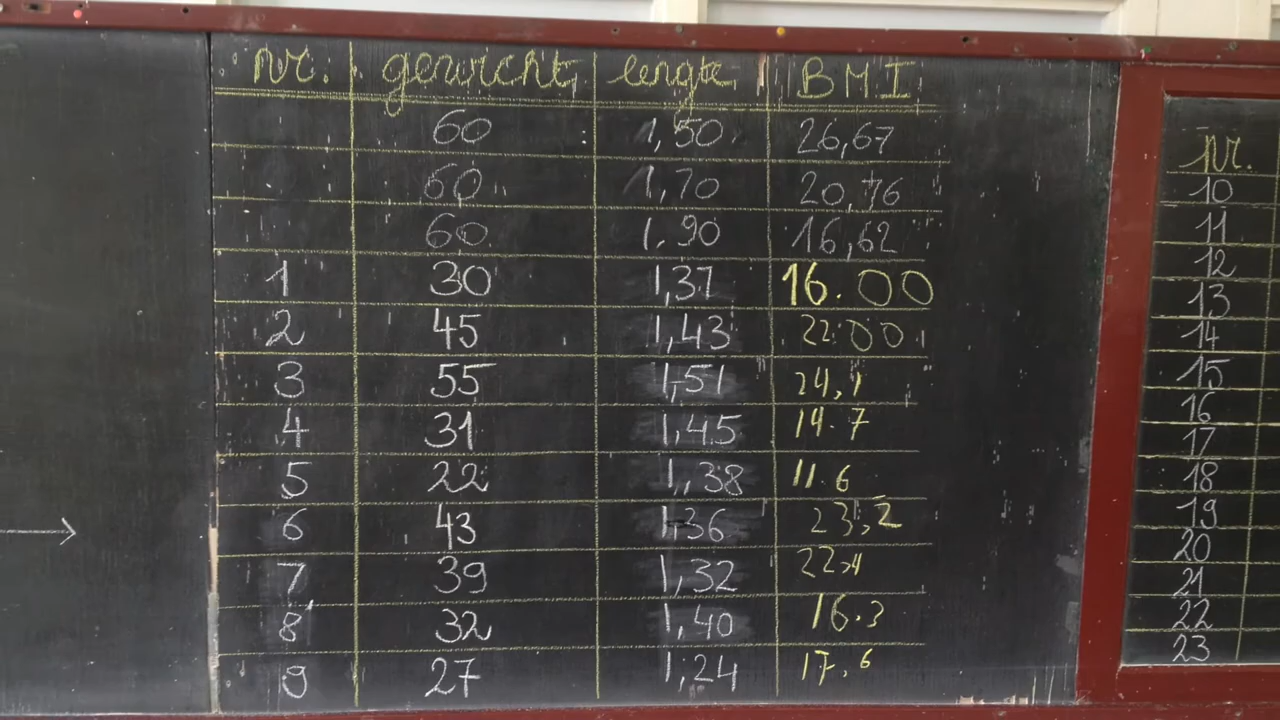 nr. gewicht lengte BMI
60 1,50 26,67
60 1,70 20,76
60 1,90 16,62
1 30 1,37 16.00
2 45 1,43 22.00
3 55 1,51 24,1
4 31 1,45 14.7
5 22 1,38 11.6
6 43 1,36 23,2
7 39 1,32 22,4
8 32 1,40 16.3
9 27 1,24 17.6
nr.
10
11
12
13
14
15
16
17
18
19
20
21
22
23